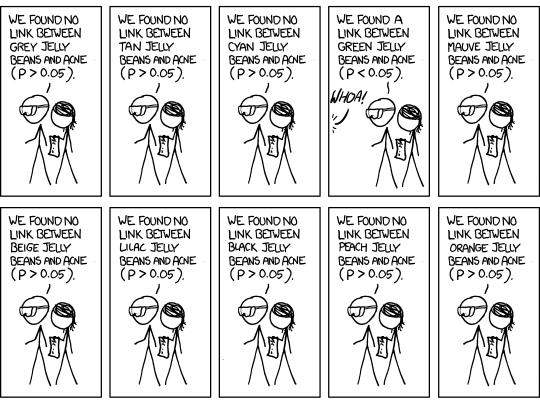 WE FOUND NO
LINK BETWEEN
GREY JELLY
BEANS AND ACNE
(P > 0.05).
WE FOUND NO
LINK BETWEEN
TAN JELLY
BEANS AND ACNE
(P > 0.05).
WE FOUND NO
LINK BETWEEN
CYAN JELLY
BEANS AND ACNE
(P > 0.05).
WE FOUND A
LINK BETWEEN
GREEN JELLY
BEANS AND ACNE
(P < 0.05).
WHOA!
WE FOUND NO
LINK BETWEEN
MAUVE JELLY
BEANS AND ACNE
(P > 0.05).
WE FOUND NO
LINK BETWEEN
BEIGE JELLY
BEANS AND ACNE
(P > 0.05).
WE FOUND NO
LINK BETWEEN
LILAC JELLY
BEANS AND ACNE
(P > 0.05).
WE FOUND NO
LINK BETWEEN
BLACK JELLY
BEANS AND ACNE
(P > 0.05).
WE FOUND NO
LINK BETWEEN
PEACH JELLY
BEANS AND ACNE
(P > 0.05).
WE FOUND NO
LINK BETWEEN
ORANGE JELLY
BEANS AND ACNE
(P > 0.05).